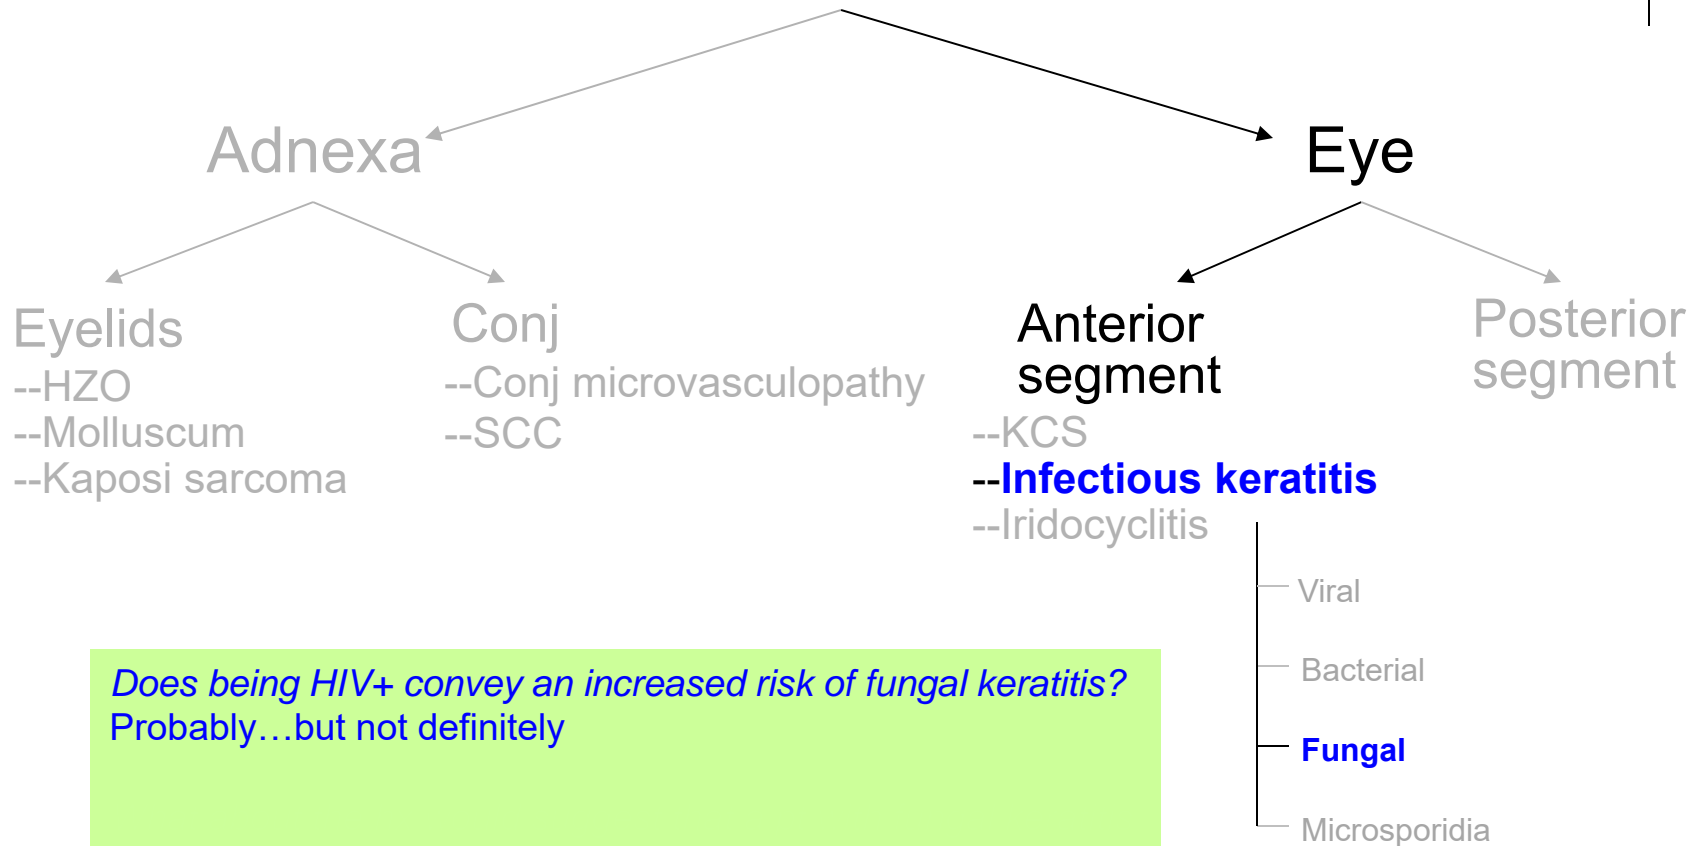 Adnexa
Eye
Eyelids
--HZO
--Molluscum
--Kaposi sarcoma
Conj
--Conj microvasculopathy
--SCC
Anterior
segment
--KCS
--Infectious keratitis
--Iridocyclitis
Posterior
segment
Viral
Bacterial
Fungal
Microsporidia
Does being HIV+ convey an increased risk of fungal keratitis?
Probably…but not definitely